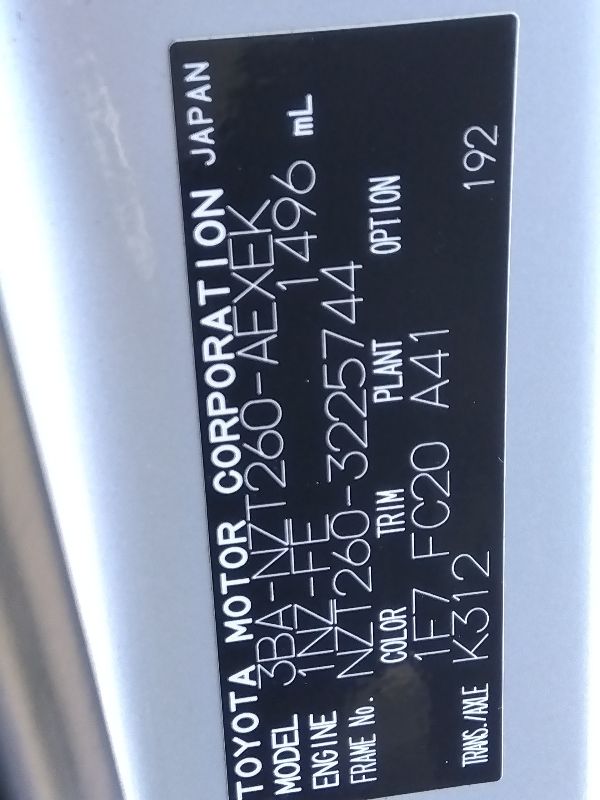 TOYOTA MOTOR CORPORATION JAPAN
MODEL 3BA-NZT260-AEXEK
ENGINE 1NZ-FE 1496 mL
FRAME No. NZT260-3225744
COLOR TRIM PLANT OPTION
1F7 FC20 A41
TRANS./AXLE K312 192